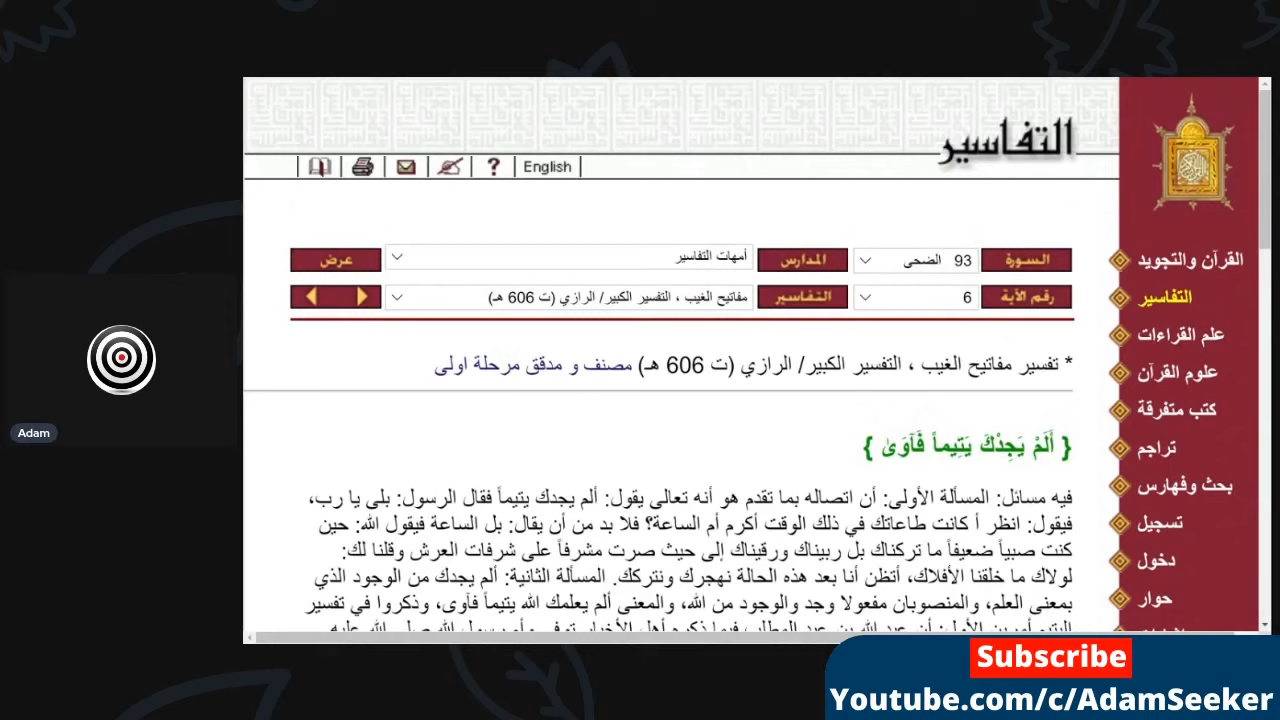 التفاسير
English
?
السورة
93 الضحى
المدارس
أمهات التفاسير
عرض
رقم الآية
6
التفاسير
مفاتيح الغيب ، التفسير الكبير/ الرازي (ت 606 هـ)
* تفسير مفاتيح الغيب ، التفسير الكبير/ الرازي (ت 606 هـ) مصنف و مدقق مرحلة اولى
{ أَلَمْ يَجِدْكَ يَتِيماً فَآوَىٰ }
فيه مسائل: المسألة الأولى: أن اتصاله بما تقدم هو أنه تعالى يقول: ألم يجدك يتيماً فقال الرسول: بلى يا رب،
فيقول: انظر أ كانت طاعاتك في ذلك الوقت أكرم أم الساعة؟ فلا بد من أن يقال: بل الساعة فيقول الله: حين
كنت صبياً ضعيفاً ما تركناك بل ربيناك ورقيناك إلى حيث صرت مشرفاً على شرفات العرش وقلنا لك:
لولاك ما خلقنا الأفلاك، أتظن أنا بعد هذه الحالة نهجرك ونتركك. المسألة الثانية: ألم يجدك من الوجود الذي
بمعنى العلم، والمنصوبان مفعولا وجد والوجود من الله، والمعنى ألم يعلمك الله يتيماً فآوى، وذكروا في تفسير
القرآن والتجويد
التفاسير
علم القراءات
علوم القرآن
كتب متفرقة
تراجم
بحث وفهارس
تسجيل
دخول
حوار
Adam
Subscribe
Youtube.com/c/AdamSeeker